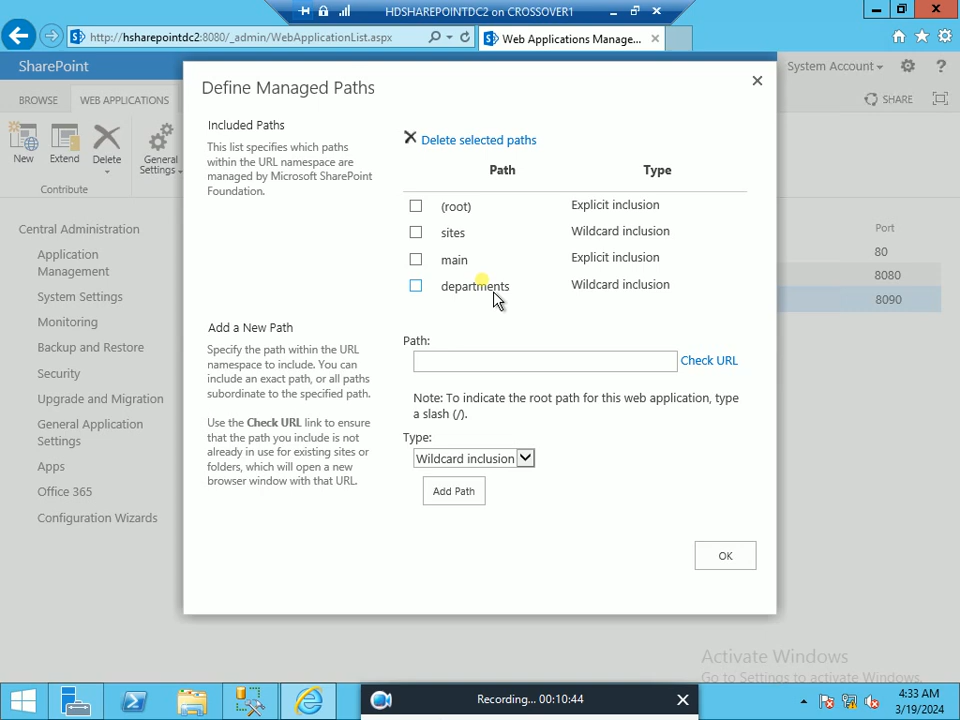 HDSHAREPOINTDC2 on CROSSOVER1
http://hsharepointdc2:8080/_admin/WebApplicationList.aspx
Web Applications Manage...
SharePoint
System Account
?
BROWSE
WEB APPLICATIONS
SHARE
New
Extend
Delete
General
Settings
Contribute
Define Managed Paths
Included Paths
This list specifies which paths
within the URL namespace are
managed by Microsoft SharePoint
Foundation.
Delete selected paths
Path Type
(root) Explicit inclusion
sites Wildcard inclusion
main Explicit inclusion
departments Wildcard inclusion
Add a New Path
Specify the path within the URL
namespace to include. You can
include an exact path, or all paths
subordinate to the specified path.
Use the Check URL link to ensure
that the path you include is not
already in use for existing sites or
folders, which will open a new
browser window with that URL.
Path:
Check URL
Note: To indicate the root path for this web application, type
a slash (/).
Type:
Wildcard inclusion
Add Path
OK
Central Administration
Application
Management
System Settings
Monitoring
Backup and Restore
Security
Upgrade and Migration
General Application
Settings
Apps
Office 365
Configuration Wizards
Port
80
8080
8090
Activate Windows
Go to Settings to activate Windows.
Recording... 00:10:44
4:33 AM
3/19/2024